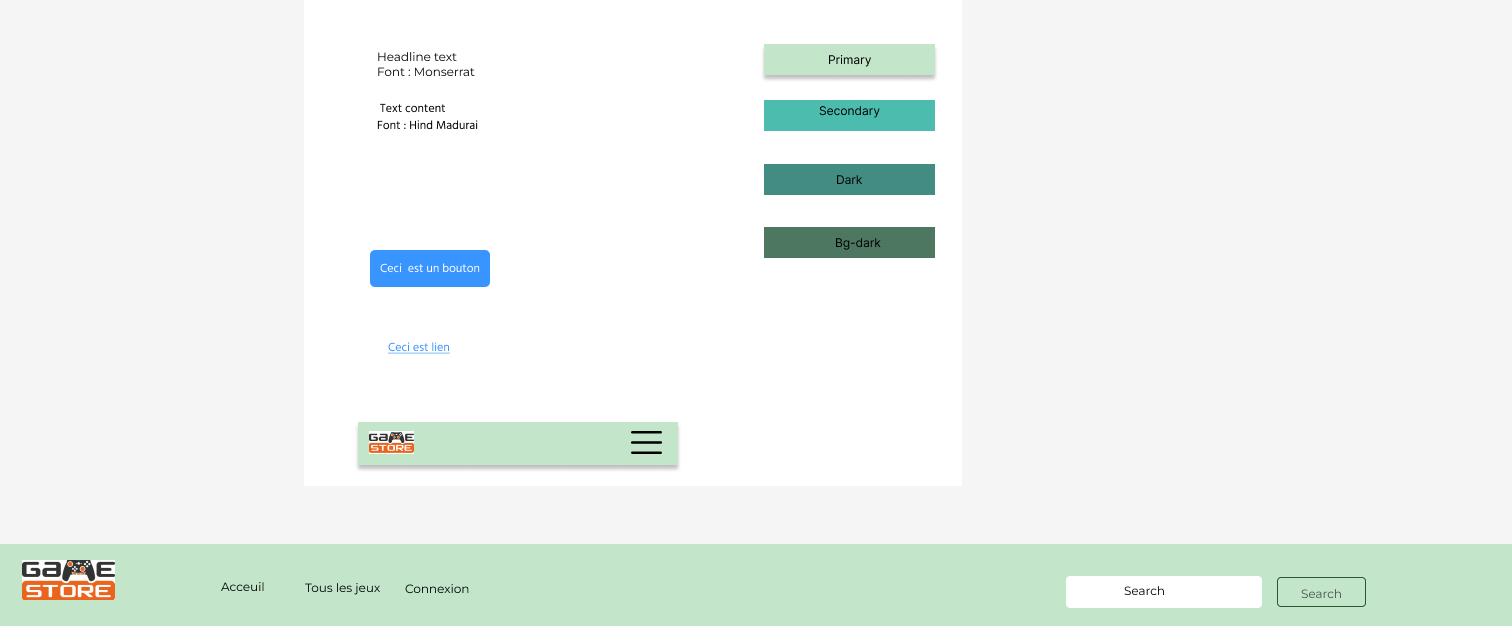 Headline text
Font : Monserrat
Text content
Font : Hind Madurai
Primary
Secondary
Dark
Bg-dark
Ceci est un bouton
Ceci est lien
GAME
STORE
GAME
STORE
Acceuil
Tous les jeux
Connexion
Search
Search